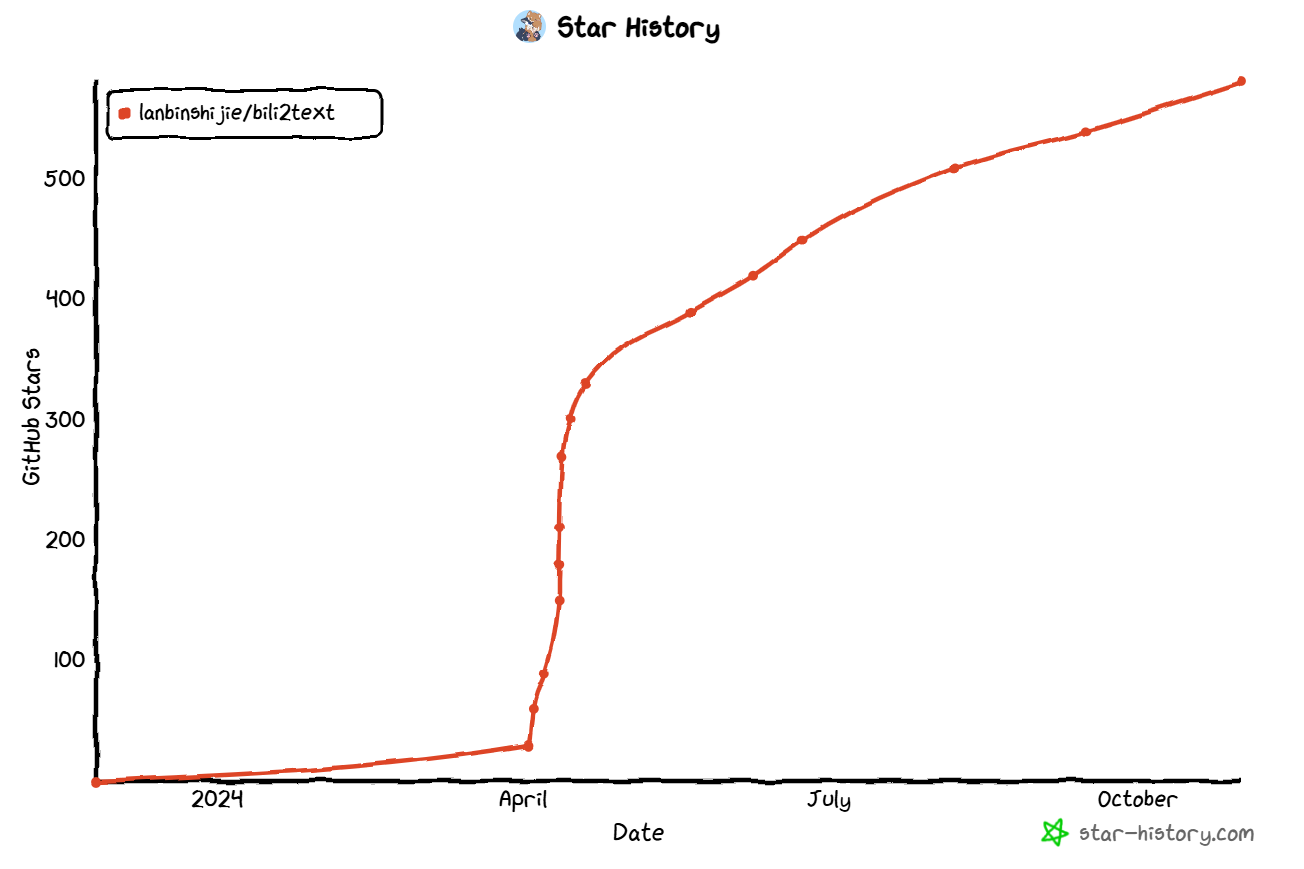 Star History
lanbinshijie/bili2text
500
400
300
200
100
GitHub Stars
2024 April July October
Date
star-history.com